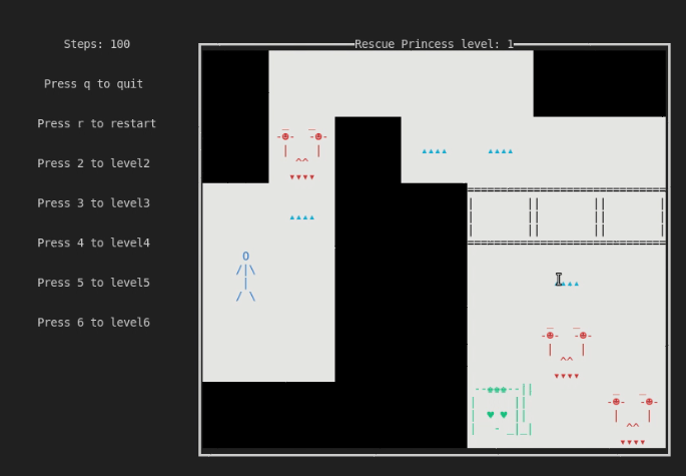 Steps: 100
Rescue Princess level: 1
Press q to quit
Press r to restart
Press 2 to level2
Press 3 to level3
Press 4 to level4
Press 5 to level5
Press 6 to level6